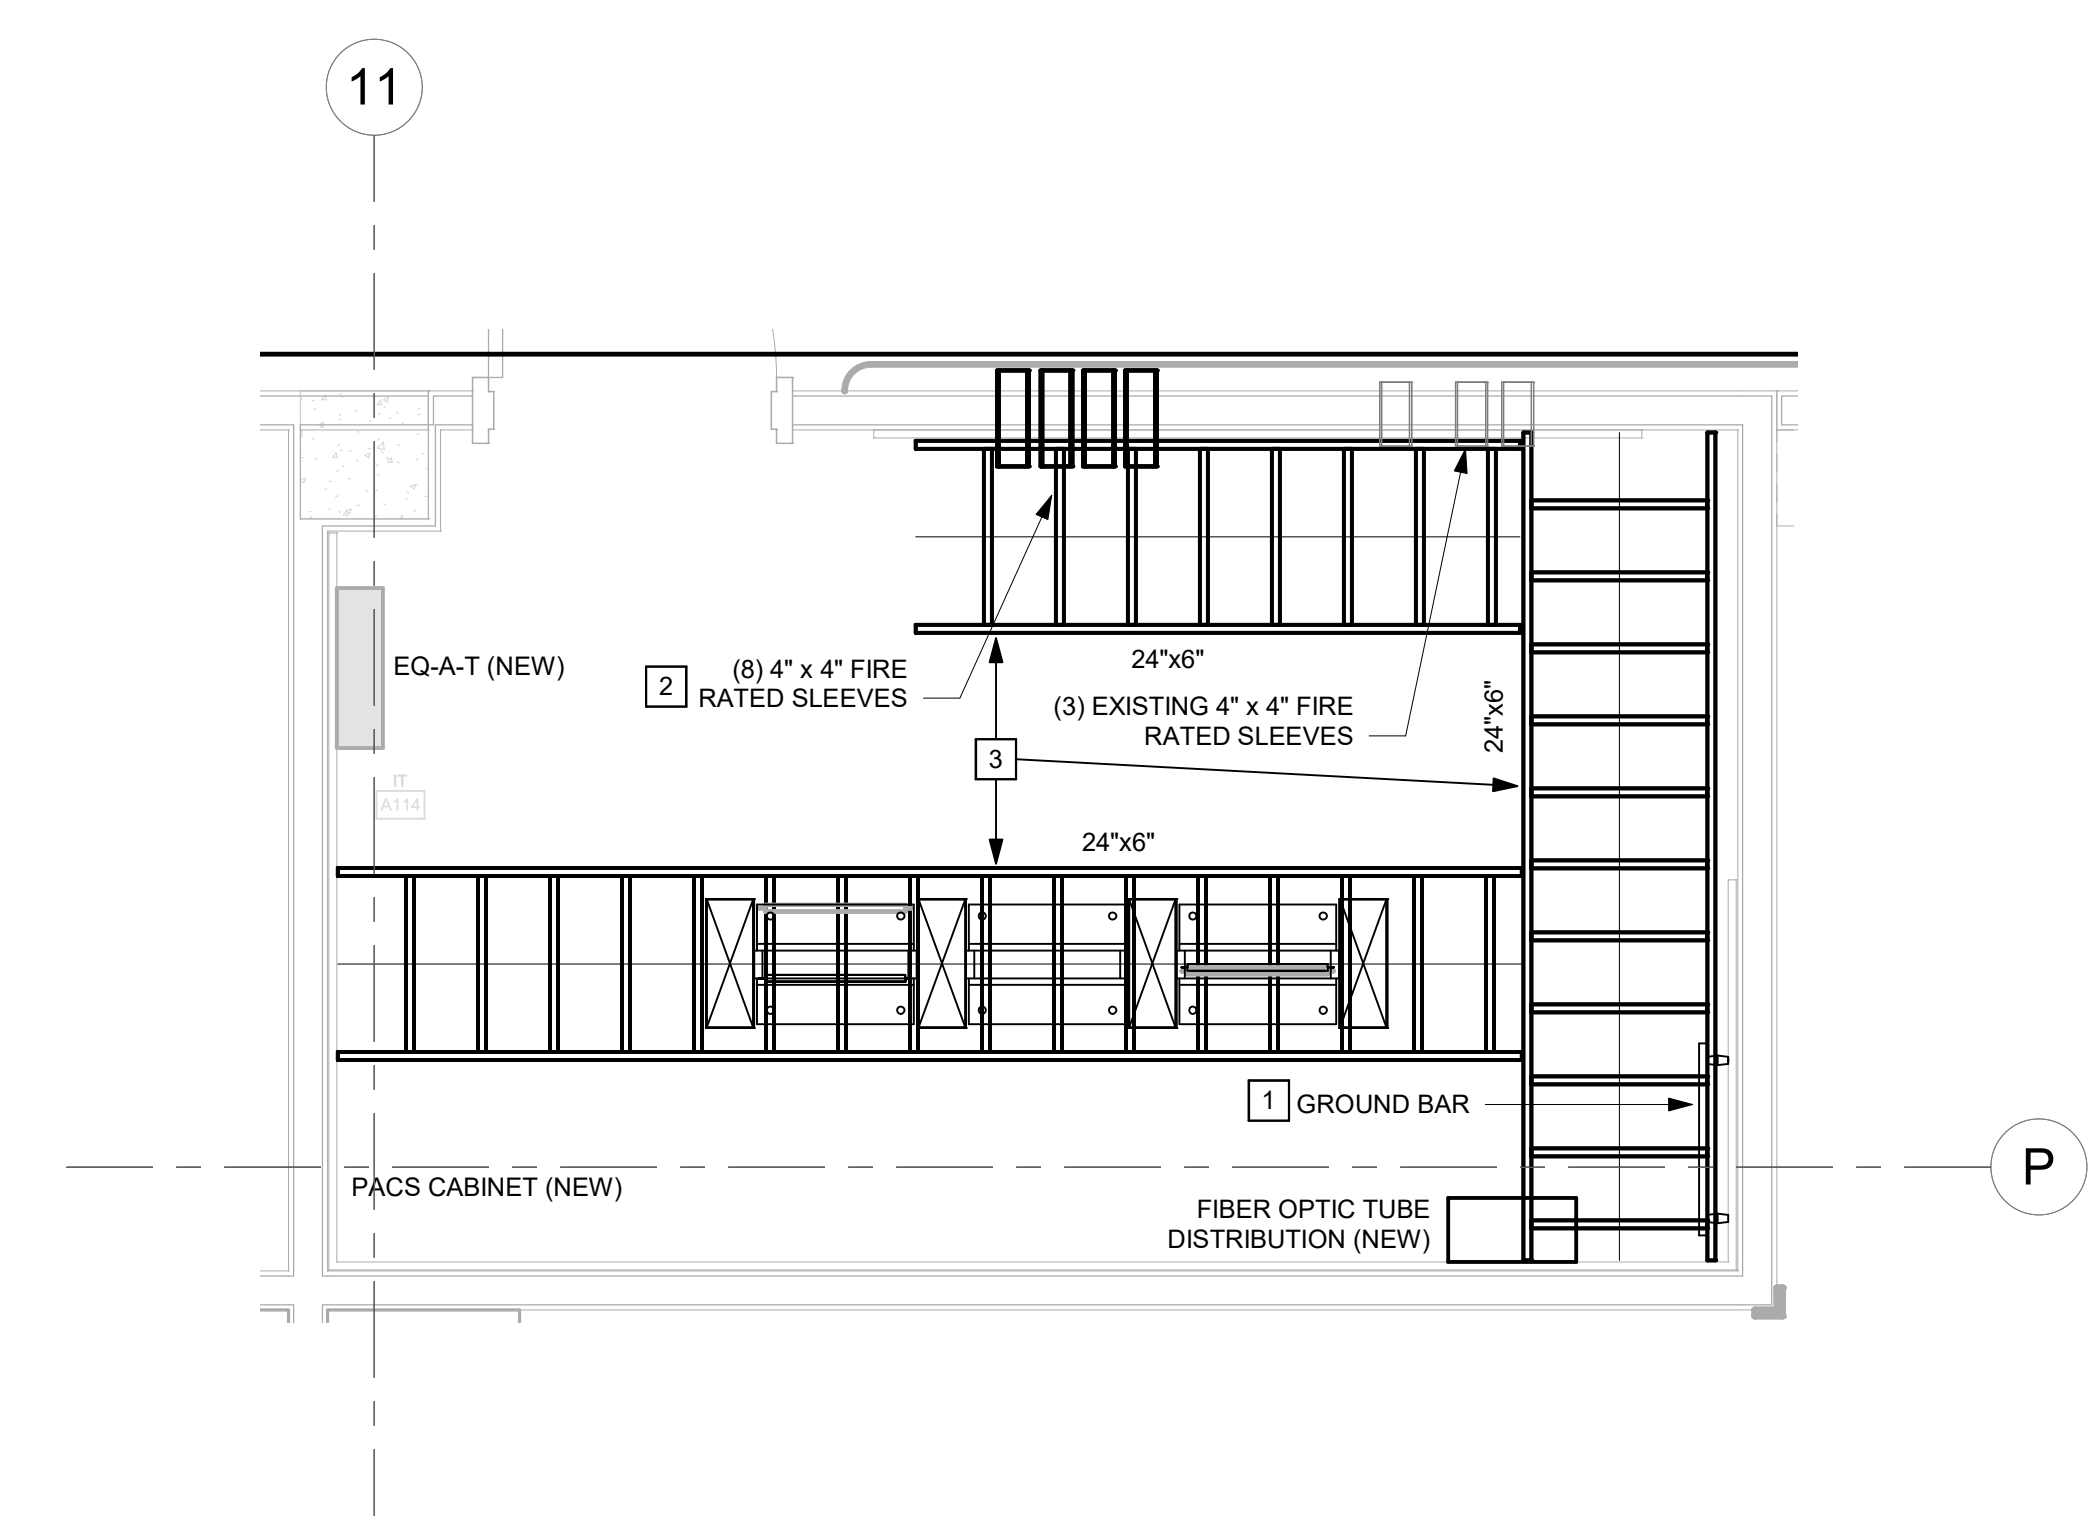 11
EQ-A-T (NEW)
2
(8) 4" x 4" FIRE
RATED SLEEVES
24"x6"
(3) EXISTING 4" x 4" FIRE
RATED SLEEVES
24"x6"
3
IT
A114
24"x6"
1
GROUND BAR
P
PACS CABINET (NEW)
FIBER OPTIC TUBE
DISTRIBUTION (NEW)